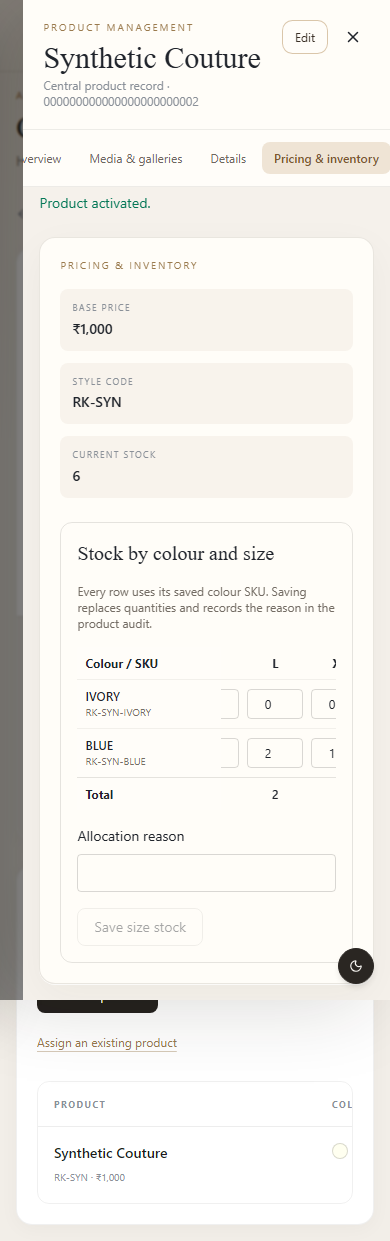 PRODUCT MANAGEMENT
Synthetic Couture
Edit
Central product record ·
000000000000000000000002
verview Media & galleries Details Pricing & inventory
Product activated.
PRICING & INVENTORY
BASE PRICE
₹1,000
STYLE CODE
RK-SYN
CURRENT STOCK
6
Stock by colour and size
Every row uses its saved colour SKU. Saving
replaces quantities and records the reason in the
product audit.
Colour / SKU L
IVORY 0 0
RK-SYN-IVORY
BLUE 2 1
RK-SYN-BLUE
Total 2
Allocation reason
Save size stock
Assign an existing product
PRODUCT COL
Synthetic Couture
RK-SYN · ₹1,000